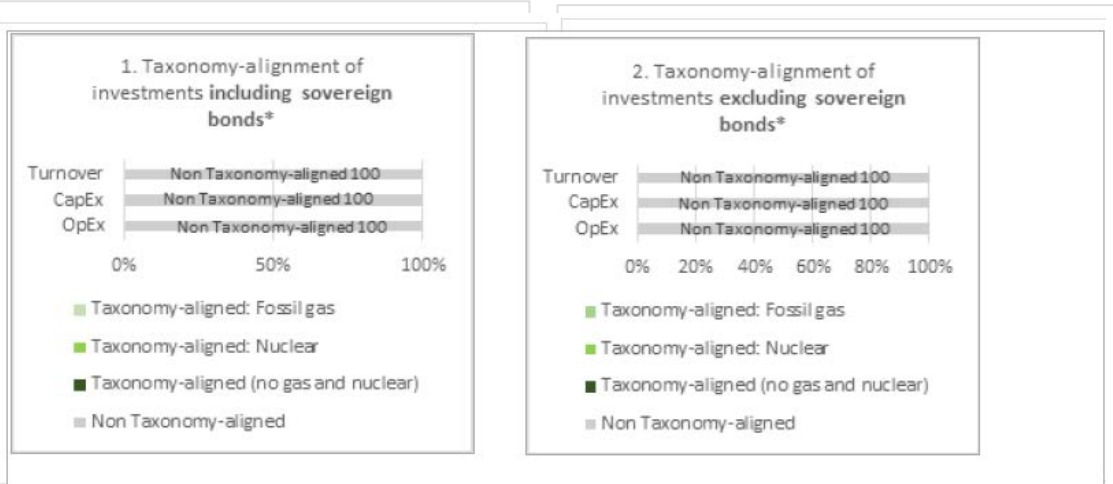 1. Taxonomy-alignment of
investments including sovereign
bonds*
Turnover Non Taxonomy-aligned 100
CapEx Non Taxonomy-aligned 100
OpEx Non Taxonomy-aligned 100
0% 50% 100%
Taxonomy-aligned: Fossil gas
Taxonomy-aligned: Nuclear
Taxonomy-aligned (no gas and nuclear)
Non Taxonomy-aligned
2. Taxonomy-alignment of
investments excluding sovereign
bonds*
Turnover Non Taxonomy-aligned 100
CapEx Non Taxonomy-aligned 100
OpEx Non Taxonomy-aligned 100
0% 20% 40% 60% 80% 100%
Taxonomy-aligned: Fossil gas
Taxonomy-aligned: Nuclear
Taxonomy-aligned (no gas and nuclear)
Non Taxonomy-aligned